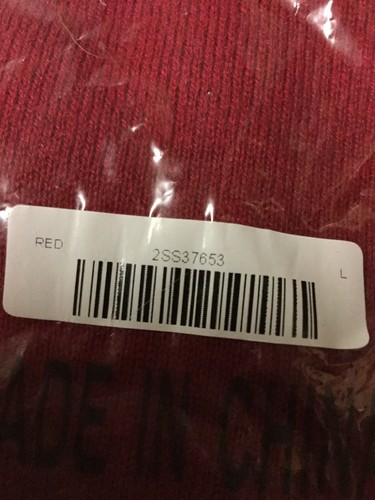 RED 2SS37653 L
ADE IN CHIN